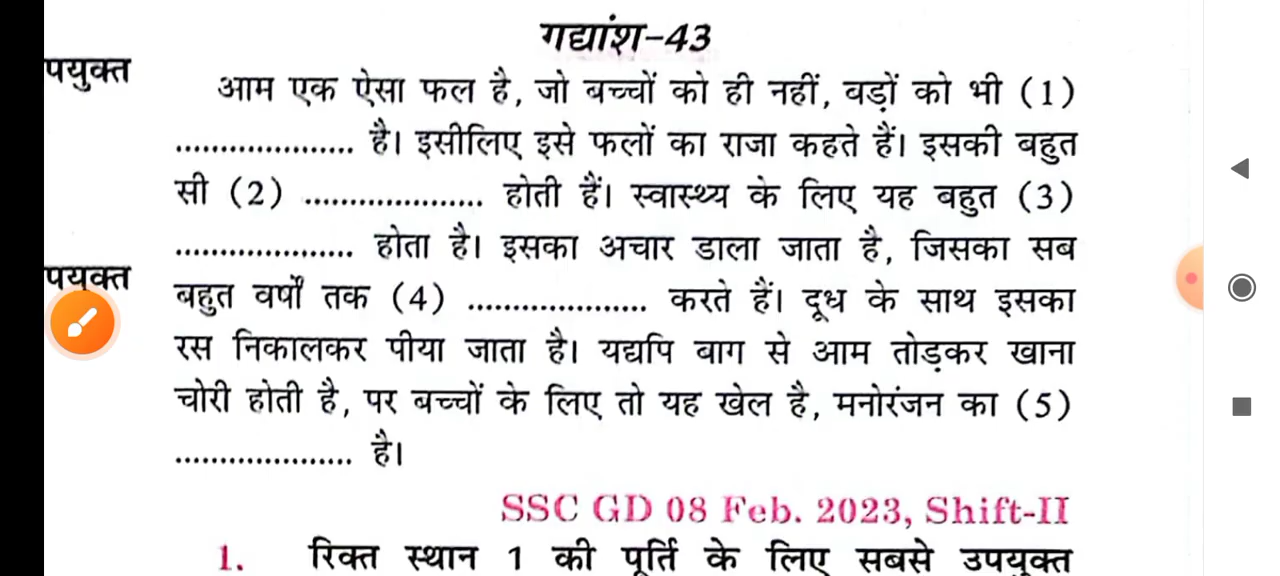 गद्यांश-43
पयुक्त
आम एक ऐसा फल है, जो बच्चों को ही नहीं, बड़ों को भी (1)
.................... है। इसीलिए इसे फलों का राजा कहते हैं। इसकी बहुत
सी (2) .................... होती हैं। स्वास्थ्य के लिए यह बहुत (3)
.................... होता है। इसका अचार डाला जाता है, जिसका सब
पयुक्त
बहुत वर्षों तक (4) .................... करते हैं। दूध के साथ इसका
रस निकालकर पीया जाता है। यद्यपि बाग से आम तोड़कर खाना
चोरी होती है, पर बच्चों के लिए तो यह खेल है, मनोरंजन का (5)
.................... है।
SSC GD 08 Feb. 2023, Shift-II
1. रिक्त स्थान 1 की पूर्ति के लिए सबसे उपयुक्त